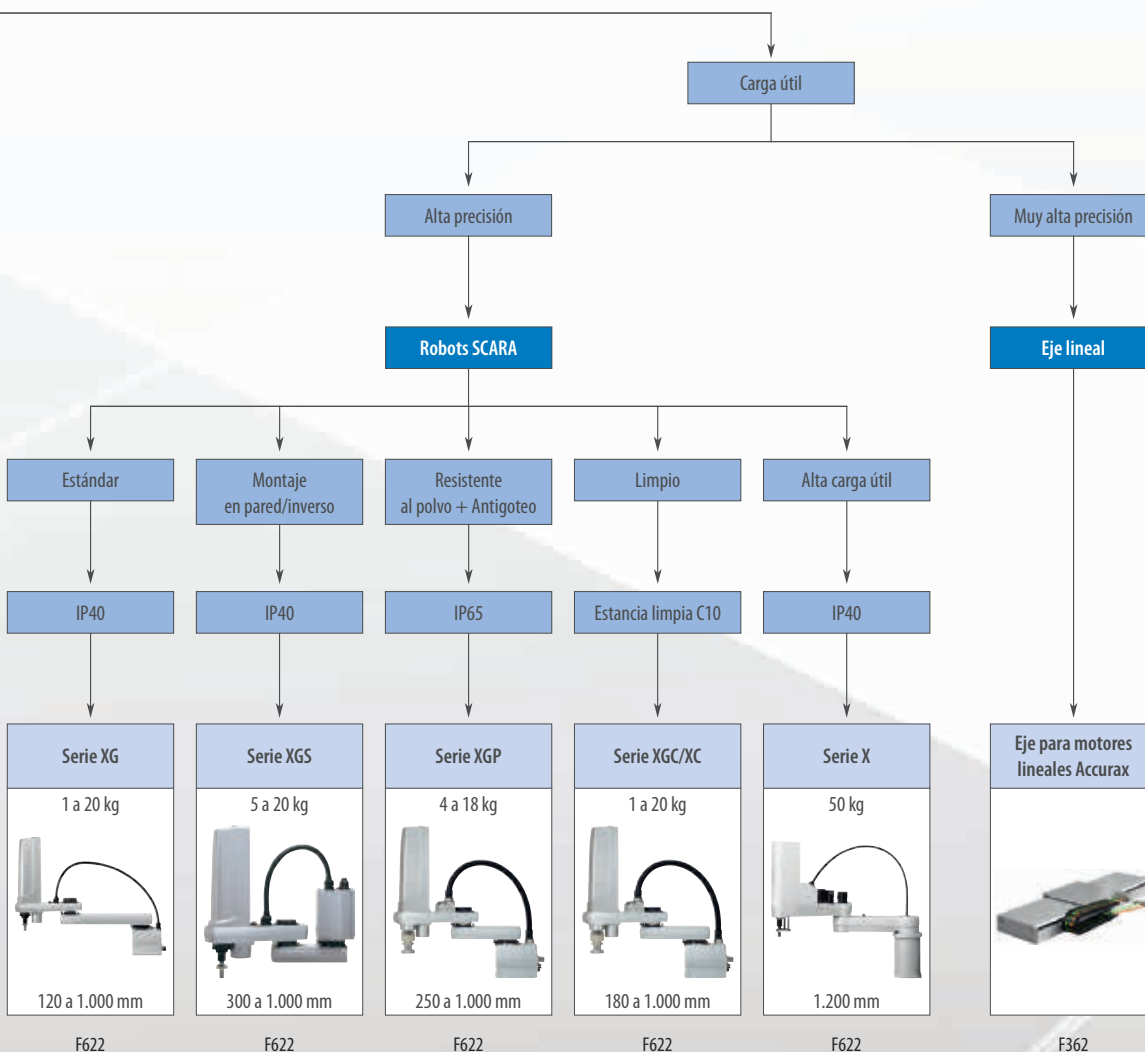 Carga útil
Alta precisión
Muy alta precisión
Robots SCARA
Eje lineal
Estándar
Montaje
en pared/inverso
Resistente
al polvo + Antigoteo
Limpio
Alta carga útil
IP40
IP40
IP65
Estancia limpia C10
IP40
Serie XG
Serie XGS
Serie XGP
Serie XGC/XC
Serie X
Eje para motores
lineales Accurax
1 a 20 kg
5 a 20 kg
4 a 18 kg
1 a 20 kg
50 kg
120 a 1.000 mm
300 a 1.000 mm
250 a 1.000 mm
180 a 1.000 mm
1.200 mm
F622
F622
F622
F622
F622
F362